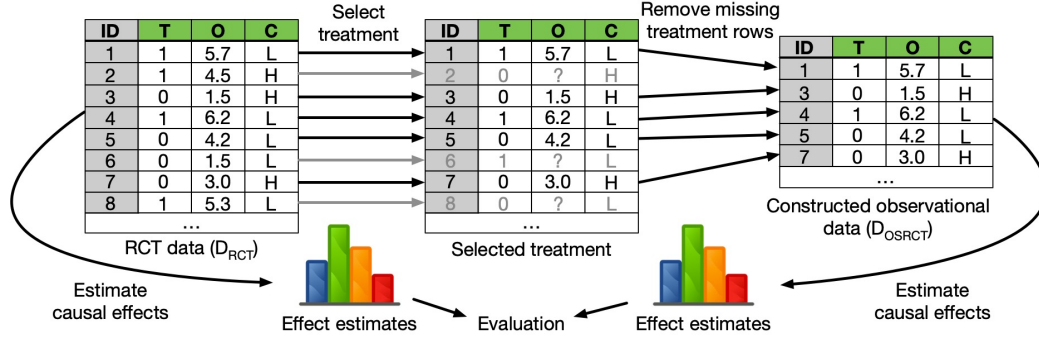 Select treatment
Remove missing treatment rows
ID T O C
1 1 5.7 L
2 1 4.5 H
3 0 1.5 H
4 1 6.2 L
5 0 4.2 L
6 0 1.5 L
7 0 3.0 H
8 1 5.3 L
...
RCT data (D_RCT)
ID T O C
1 1 5.7 L
2 0 ? H
3 0 1.5 H
4 1 6.2 L
5 0 4.2 L
6 1 ? L
7 0 3.0 H
8 0 ? L
...
Selected treatment
ID T O C
1 1 5.7 L
3 0 1.5 H
4 1 6.2 L
5 0 4.2 L
7 0 3.0 H
...
Constructed observational
data (D_OSRCT)
Estimate
causal effects
Effect estimates
Evaluation
Effect estimates
Estimate
causal effects